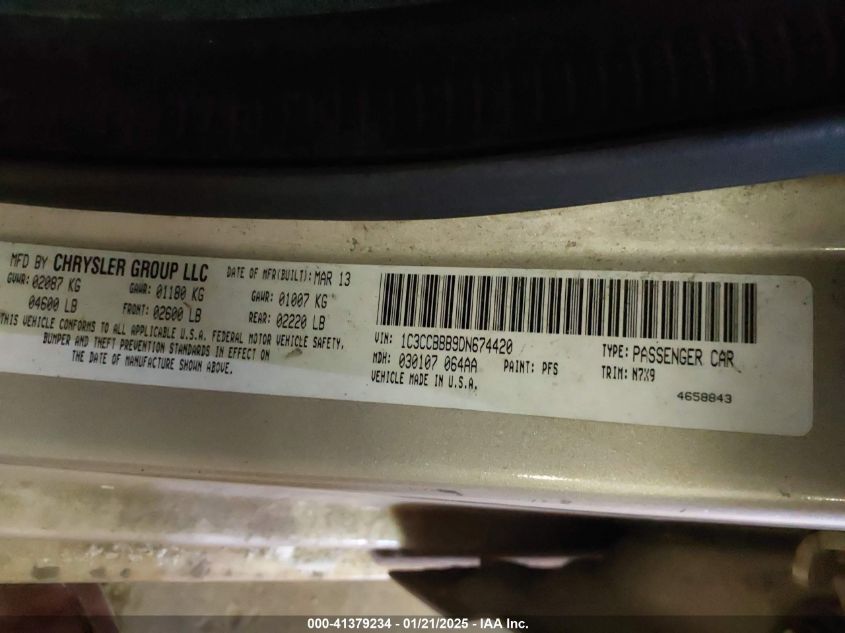 MFD BY CHRYSLER GROUP LLC DATE OF MFR(BUILT): MAR 13
GVWR: 02087 KG GAWR: 01180 KG GAWR: 01007 KG
04600 LB FRONT: 02600 LB REAR: 02220 LB
THIS VEHICLE CONFORMS TO ALL APPLICABLE U.S.A. FEDERAL MOTOR VEHICLE SAFETY,
BUMPER AND THEFT PREVENTION STANDARDS IN EFFECT ON
THE DATE OF MANUFACTURE SHOWN ABOVE.
VIN: 1C3CCBBB9DN674420 TYPE: PASSENGER CAR
MDH: 030107 064AA PAINT: PFS TRIM: N7X9
VEHICLE MADE IN U.S.A.
4658843
000-41379234 - 01/21/2025 - IAA Inc.